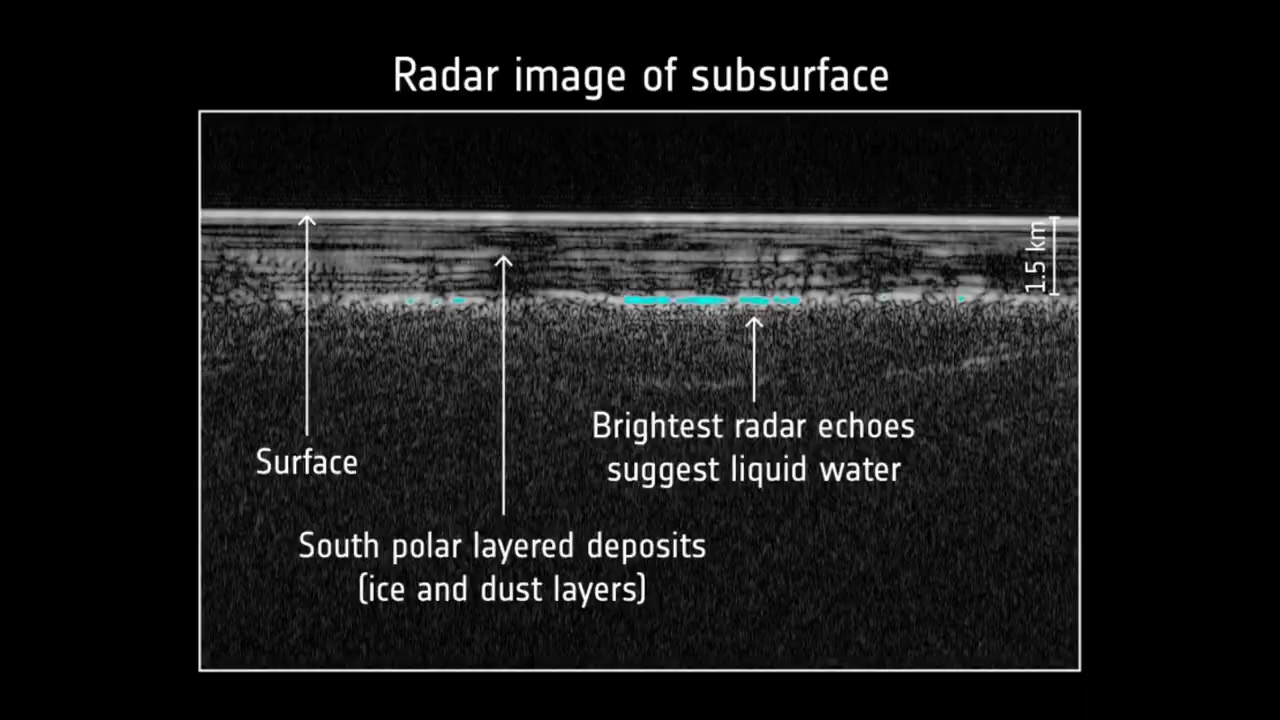 Radar image of subsurface
1.5 km
Brightest radar echoes
suggest liquid water
Surface
South polar layered deposits
(ice and dust layers)